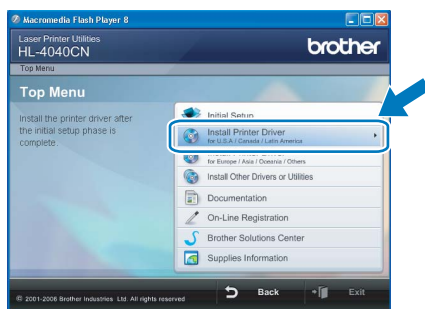 Macromedia Flash Player 8
Laser Printer Utilities
HL-4040CN
brother
Top Menu
Top Menu
Install the printer driver after
the initial setup phase is
complete.
Initial Setup
Install Printer Driver
for U.S.A / Canada / Latin America
for Europe / Asia / Oceania / Others
Install Other Drivers or Utilities
Documentation
On-Line Registration
Brother Solutions Center
Supplies Information
© 2001-2006 Brother Industries Ltd. All rights reserved
Back
Exit